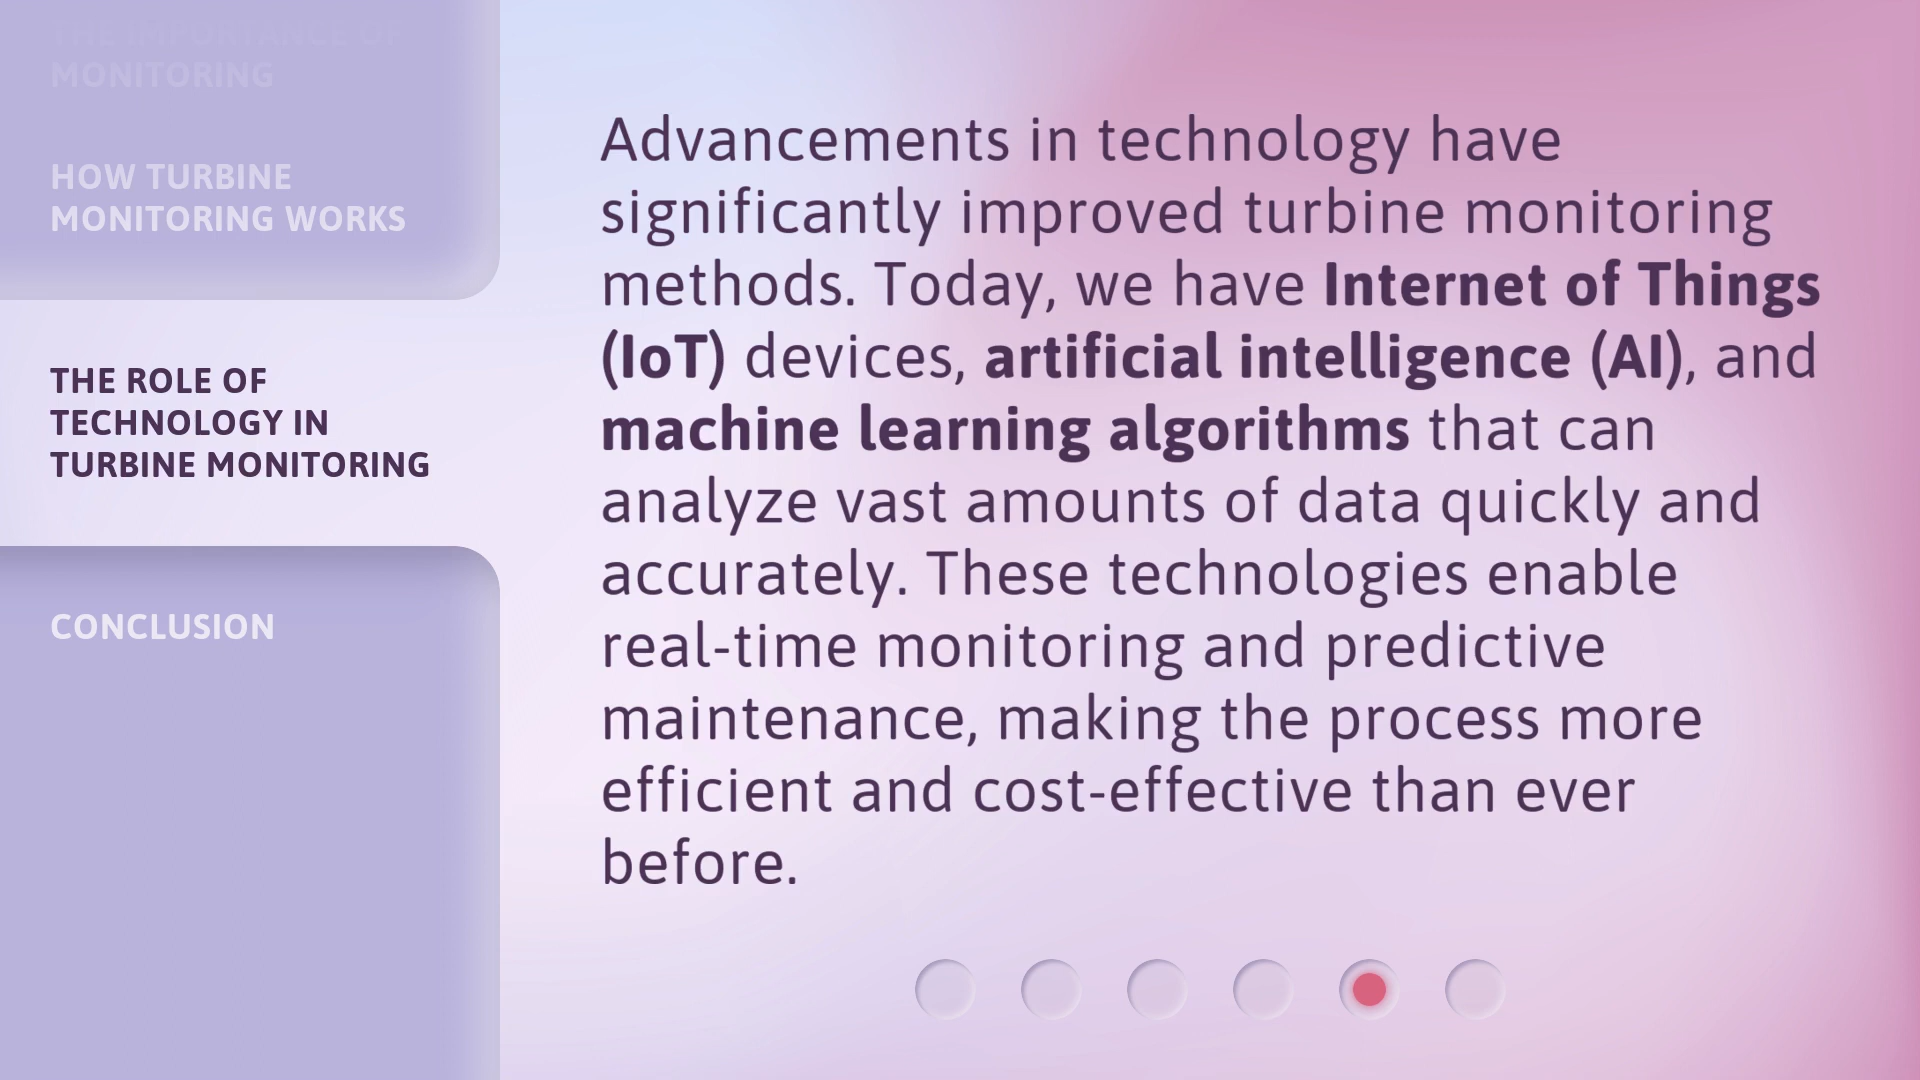 THE IMPORTANCE OF
MONITORING
HOW TURBINE
MONITORING WORKS
THE ROLE OF
TECHNOLOGY IN
TURBINE MONITORING
CONCLUSION
Advancements in technology have
significantly improved turbine monitoring
methods. Today, we have Internet of Things
(IoT) devices, artificial intelligence (AI), and
machine learning algorithms that can
analyze vast amounts of data quickly and
accurately. These technologies enable
real-time monitoring and predictive
maintenance, making the process more
efficient and cost-effective than ever
before.